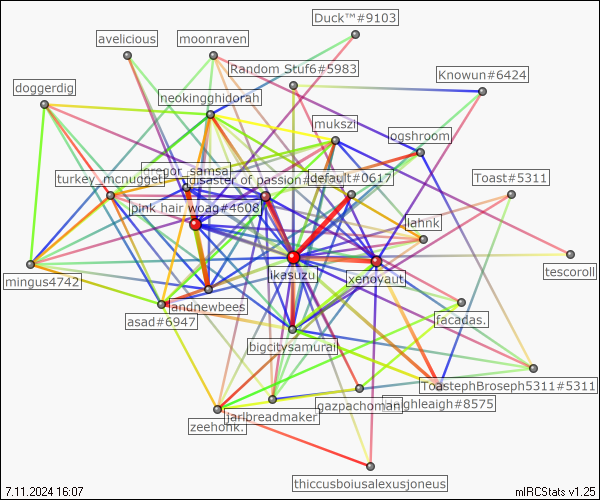 Duck™#9103
avelicious
moonraven
Random Stuf6#5983
Knowun#6424
doggerdig
neokingghidorah
mukszi
ogshroom
gregor_samsa
turkey_mcnugget
disaster of passion#
default#0617
Toast#5311
pink hair woag#4608
lahnk
mingus4742
ikasuzu
xenoyaut
tescoroll
andnewbees
asad#6947
facadas.
bigcitysamurai
ToastephBroseph5311#5311
gazpachoman
nighleigh#8575
jarlbreadmaker
zeehonk.
thiccusboiusalexusjoneus
7.11.2024 16:07
mIRCStats v1.25